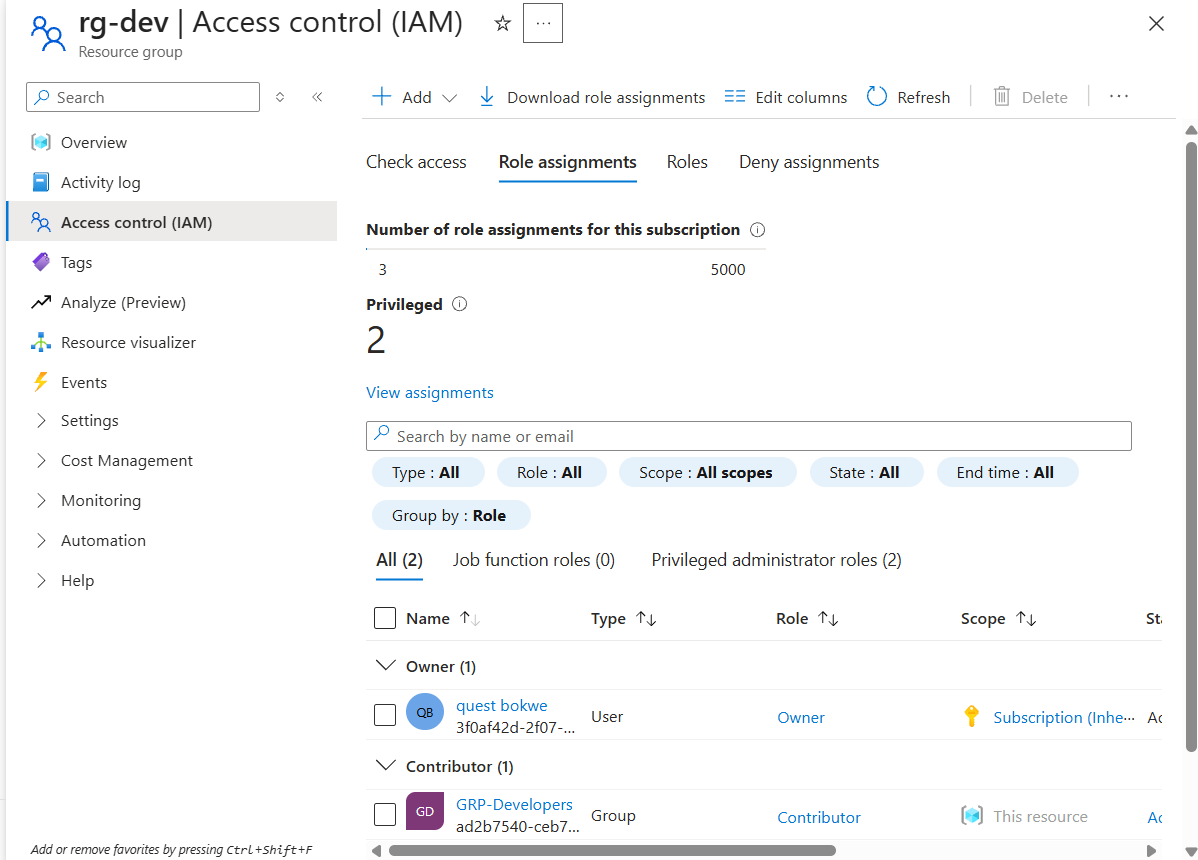 rg-dev | Access control (IAM) ☆ ...
Resource group
Search
Overview
Activity log
Access control (IAM)
Tags
Analyze (Preview)
Resource visualizer
Events
Settings
Cost Management
Monitoring
Automation
Help
Add or remove favorites by pressing Ctrl+Shift+F
Add Download role assignments Edit columns Refresh Delete ...
Check access Role assignments Roles Deny assignments
Number of role assignments for this subscription
3 5000
Privileged
2
View assignments
Search by name or email
Type : All Role : All Scope : All scopes State : All End time : All
Group by : Role
All (2) Job function roles (0) Privileged administrator roles (2)
Name Type Role Scope
Owner (1)
QB quest bokwe User Owner Subscription (Inhe...
3f0af42d-2f07-...
Contributor (1)
GD GRP-Developers Group Contributor This resource
ad2b7540-ceb7...